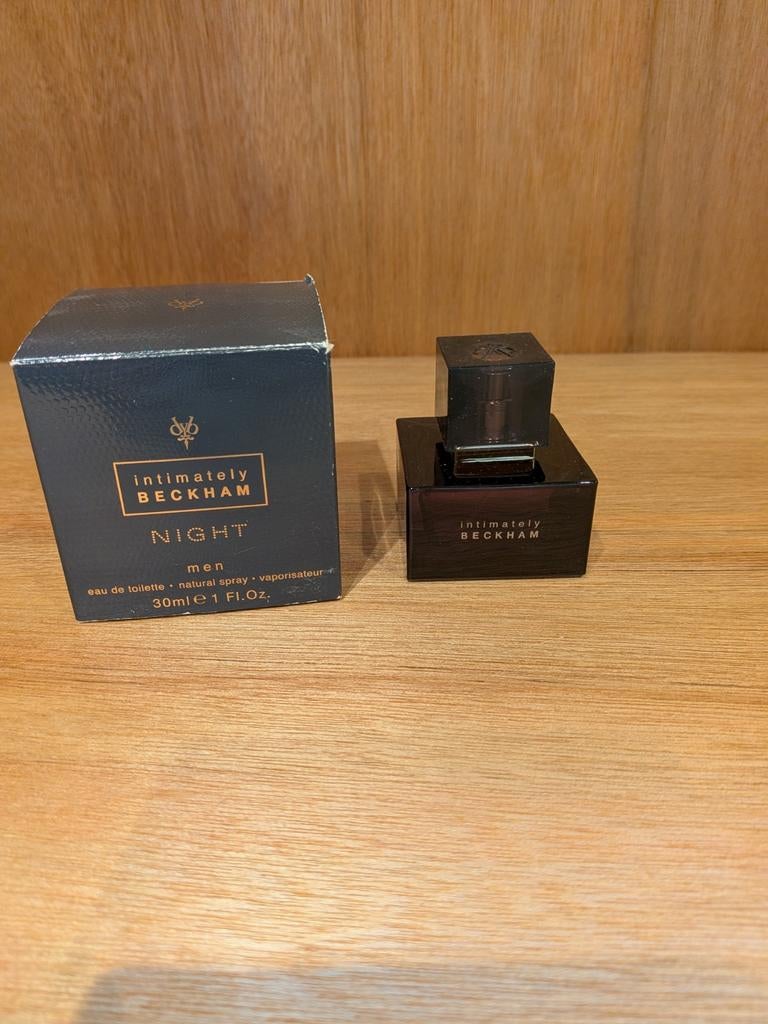 intimately
BECKHAM
NIGHT
men
eau de toilette • natural spray • vaporisateur
30ml ℮ 1 Fl.Oz.
intimately
BECKHAM